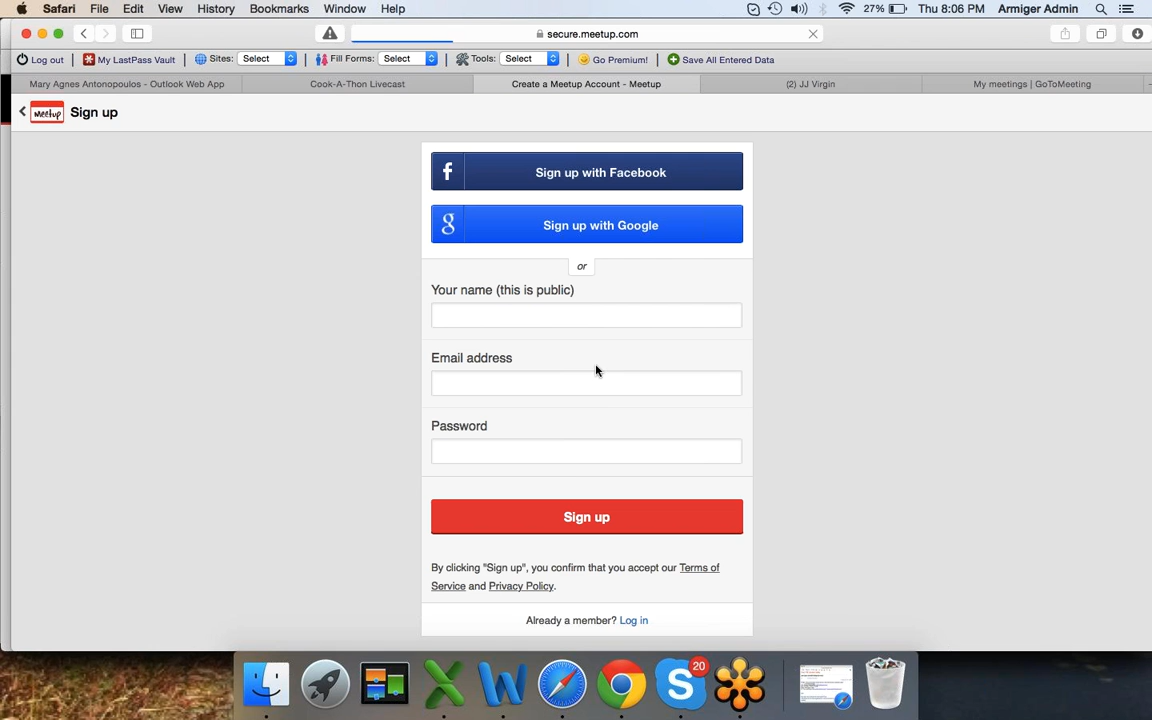 Safari File Edit View History Bookmarks Window Help 27% Thu 8:06 PM Armiger Admin
secure.meetup.com
Log out | My LastPass Vault | Sites: Select | Fill Forms: Select | Tools: Select | Go Premium! | Save All Entered Data
Mary Agnes Antonopoulos - Outlook Web App Cook-A-Thon Livecast Create a Meetup Account - Meetup (2) JJ Virgin My meetings | GoToMeeting
Meetup Sign up
f Sign up with Facebook
g Sign up with Google
or
Your name (this is public)
Email address
Password
Sign up
By clicking "Sign up", you confirm that you accept our Terms of
Service and Privacy Policy.
Already a member? Log in
20